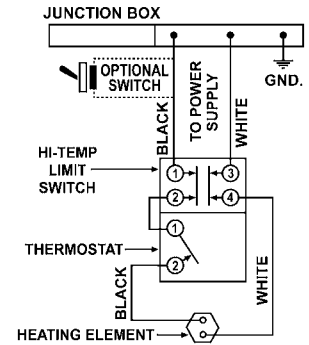 JUNCTION BOX
OPTIONAL
SWITCH
GND.
BLACK
TO POWER
SUPPLY
WHITE
HI-TEMP
LIMIT
SWITCH
1
3
2
4
THERMOSTAT
1
2
BLACK
WHITE
HEATING ELEMENT